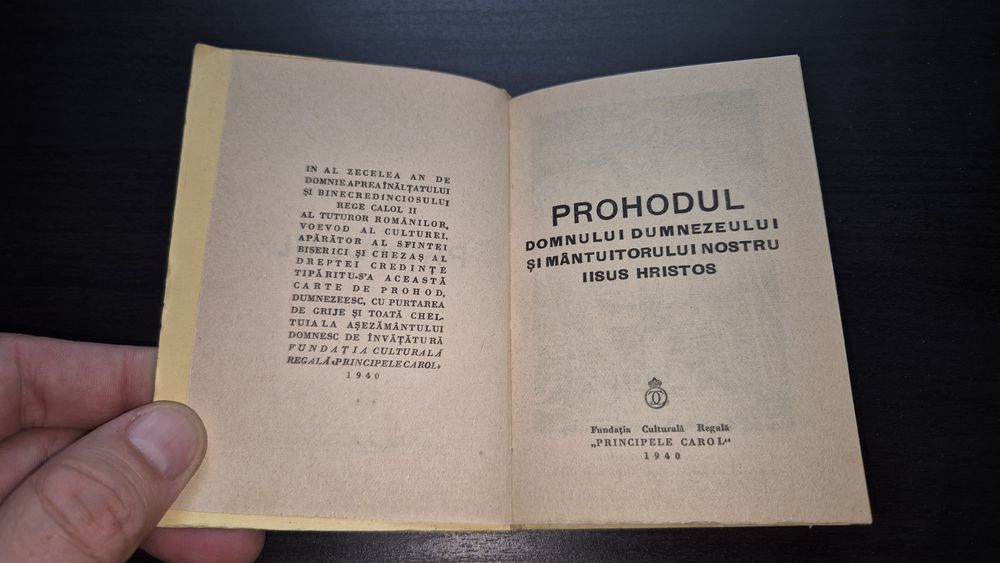 IN AL ZECELEA AN DE
DOMNIE A PREA ÎNĂLȚATULUI
ȘI BINECREDINCIOSULUI
REGE CALOL II
AL TUTUROR ROMÂNILOR,
VOEVOD AL CULTUREI,
APĂRĂTOR AL SFINTEI
BISERICI ȘI CHEZAȘ AL
DREPTEI CREDINȚE
TIPĂRITU-S'A ACEASTĂ
CARTE DE PROHOD,
DUMNEZEESC, CU PURTAREA
DE GRIJE ȘI TOATĂ CHEL-
TUIALA AȘEZĂMÂNTULUI
DOMNESC DE ÎNVĂȚĂTURĂ
FUNDAȚIA CULTURALĂ
REGALĂ «PRINCIPELE CAROL»
1940
PROHODUL
DOMNULUI DUMNEZEULUI
ȘI MÂNTUITORULUI NOSTRU
IISUS HRISTOS
Fundația Culturală Regală
„PRINCIPELE CAROL“
1940